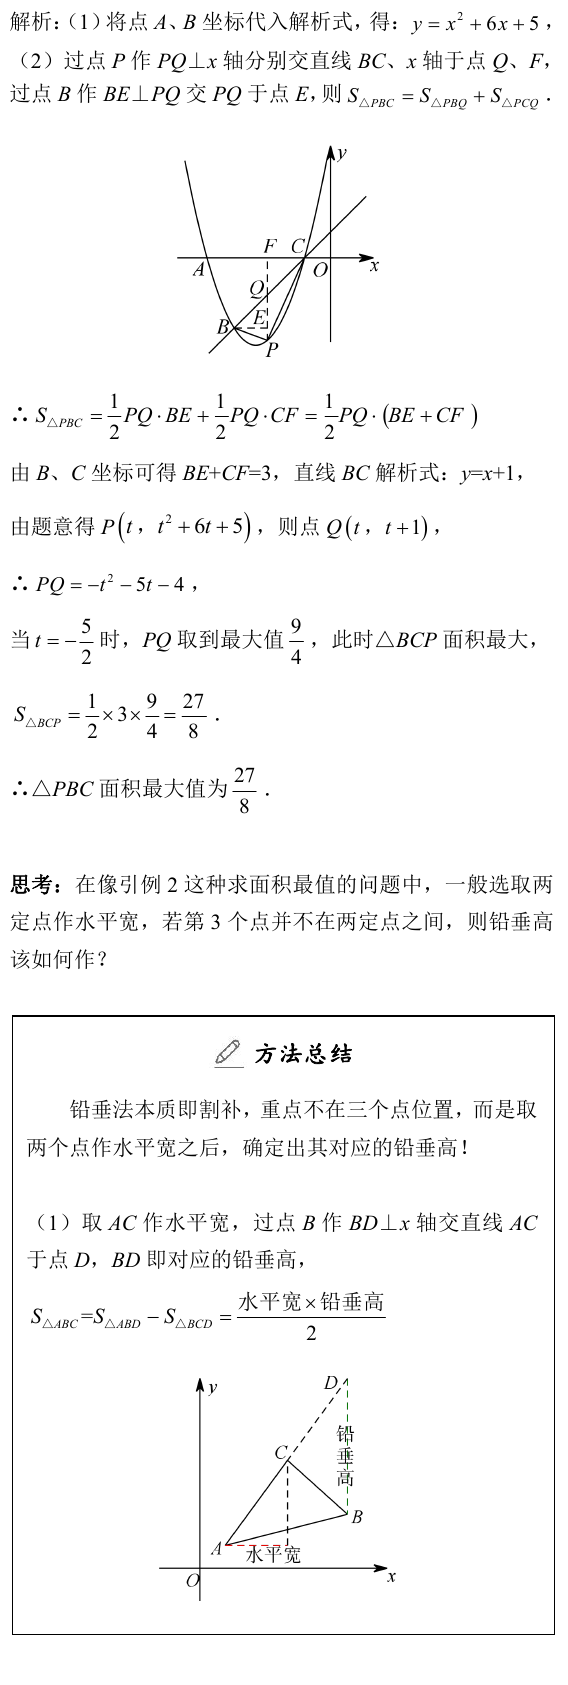 解析：（1）将点 A、B 坐标代入解析式，得：y = x² + 6x + 5，
（2）过点 P 作 PQ⊥x 轴分别交直线 BC、x 轴于点 Q、F，
过点 B 作 BE⊥PQ 交 PQ 于点 E，则 S△PBC = S△PBQ + S△PCQ．
y
F C
A O x
Q
B E
P
∴ S△PBC = 1/2 PQ · BE + 1/2 PQ · CF = 1/2 PQ · (BE + CF )
由 B、C 坐标可得 BE+CF=3，直线 BC 解析式：y=x+1，
由题意得 P(t，t² + 6t + 5)，则点 Q(t，t + 1)，
∴ PQ = −t² − 5t − 4，
当 t = −5/2 时，PQ 取到最大值 9/4，此时△BCP 面积最大，
S△BCP = 1/2 × 3 × 9/4 = 27/8．
∴△PBC 面积最大值为 27/8．
思考：在像引例 2 这种求面积最值的问题中，一般选取两
定点作水平宽，若第 3 个点并不在两定点之间，则铅垂高
该如何作？
方法总结
铅垂法本质即割补，重点不在三个点位置，而是取
两个点作水平宽之后，确定出其对应的铅垂高！
（1）取 AC 作水平宽，过点 B 作 BD⊥x 轴交直线 AC
于点 D，BD 即对应的铅垂高，
S△ABC=S△ABD − S△BCD = 水平宽×铅垂高/2
y D
铅垂高
C
B
A 水平宽
O x